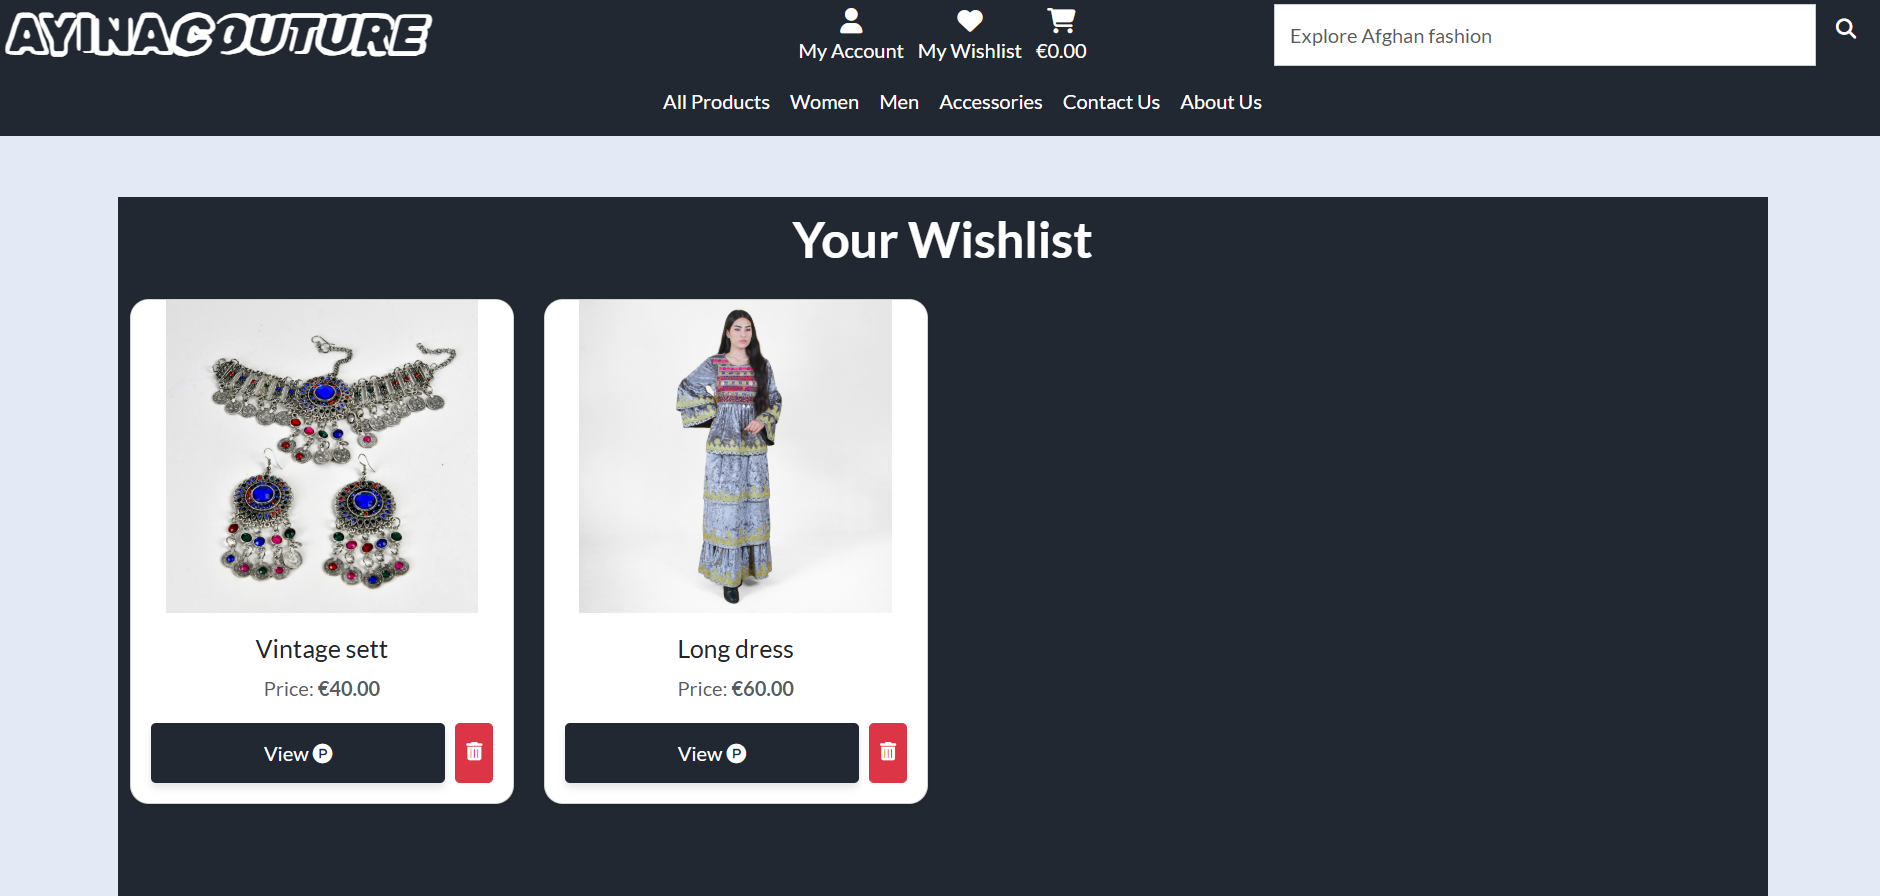 AYINACOUTURE
My Account My Wishlist €0.00
Explore Afghan fashion
All Products Women Men Accessories Contact Us About Us
Your Wishlist
Vintage sett
Price: €40.00
View P
Long dress
Price: €60.00
View P